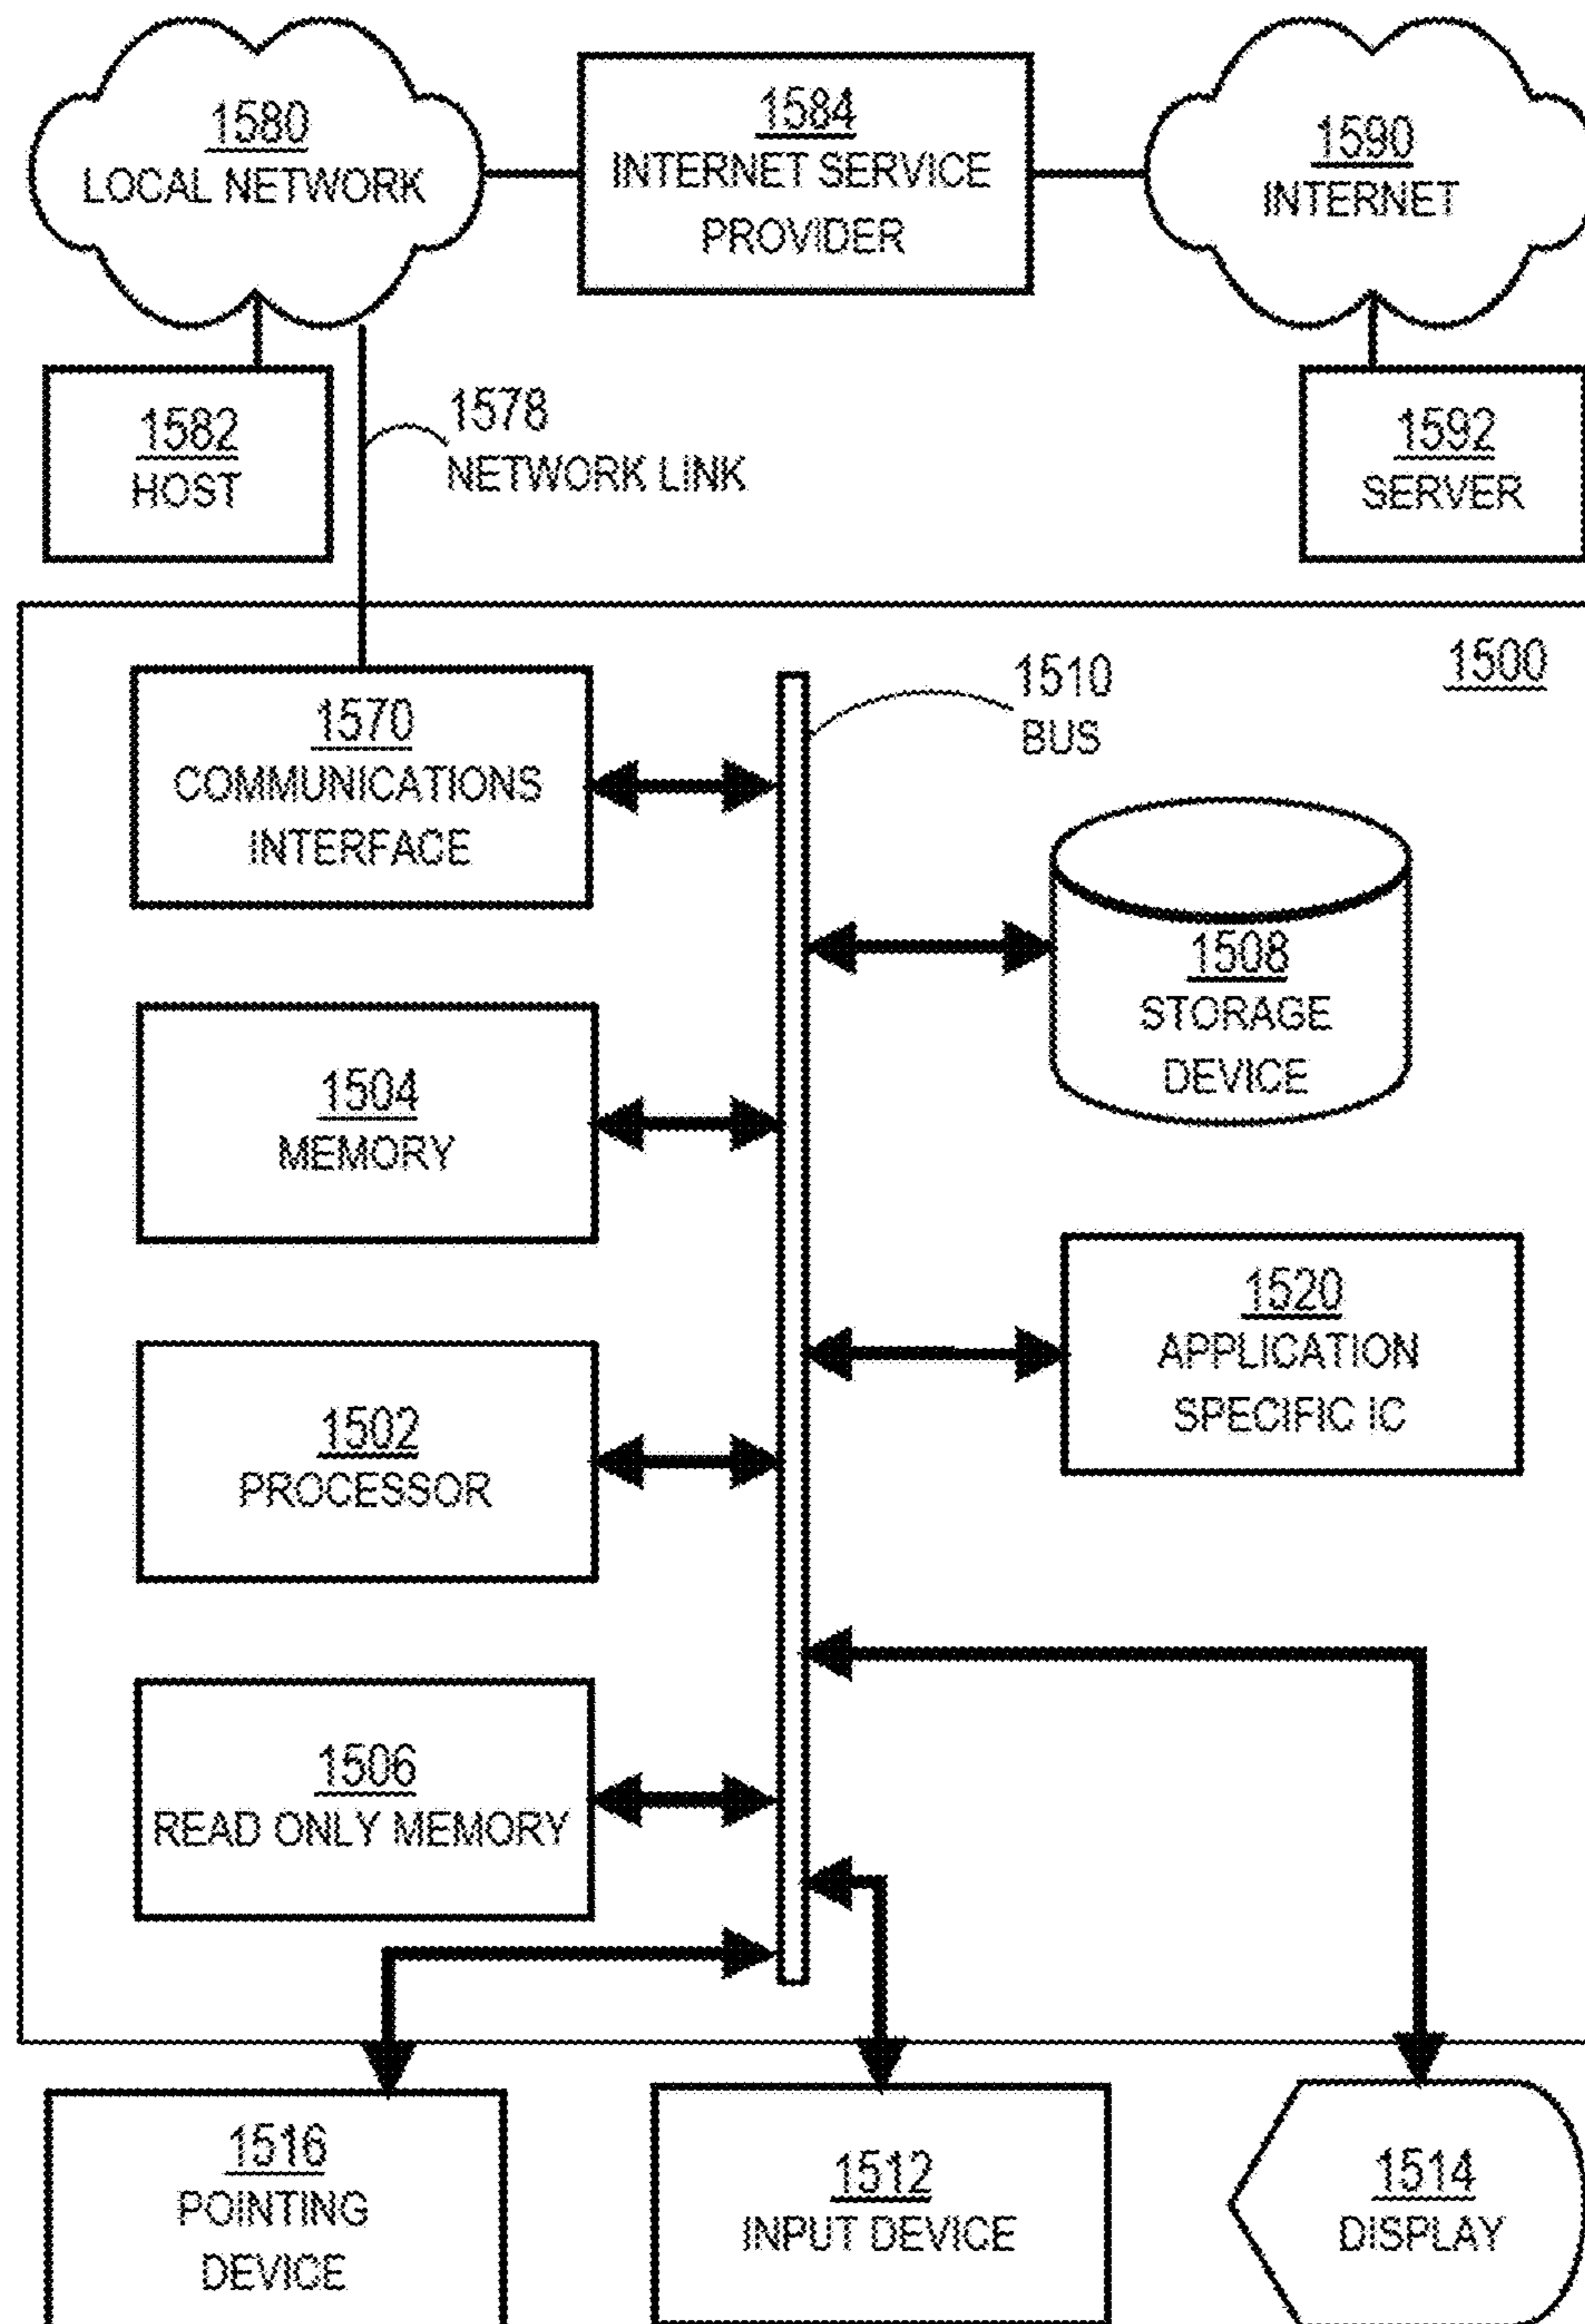 1580
LOCAL NETWORK
1584
INTERNET SERVICE
PROVIDER
1590
INTERNET
1582
HOST
1578
NETWORK LINK
1592
SERVER
1500
1570
COMMUNICATIONS
INTERFACE
1510
BUS
1508
STORAGE
DEVICE
1504
MEMORY
1520
APPLICATION
SPECIFIC IC
1502
PROCESSOR
1506
READ ONLY MEMORY
1516
POINTING
DEVICE
1512
INPUT DEVICE
1514
DISPLAY